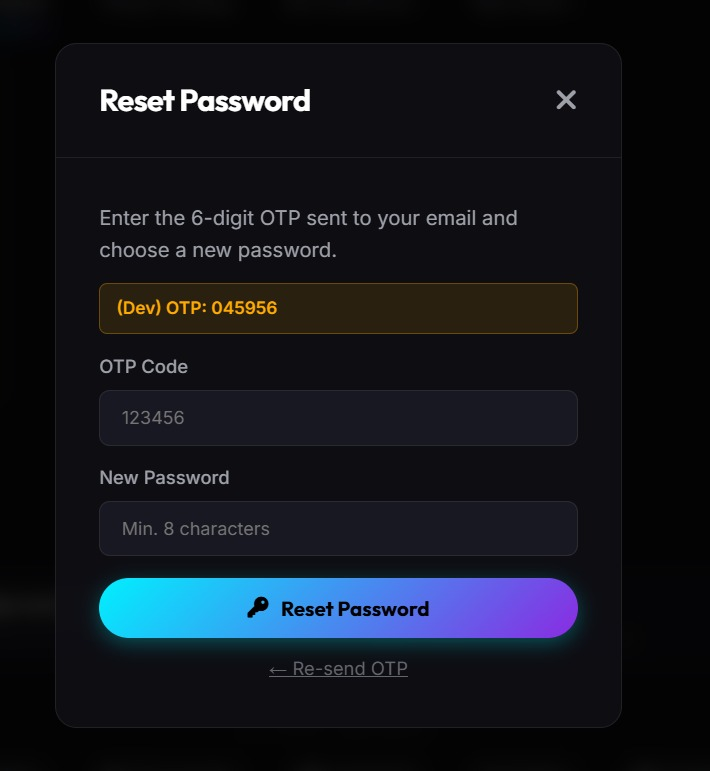 Reset Password
Enter the 6-digit OTP sent to your email and
choose a new password.
(Dev) OTP: 045956
OTP Code
123456
New Password
Min. 8 characters
Reset Password
← Re-send OTP